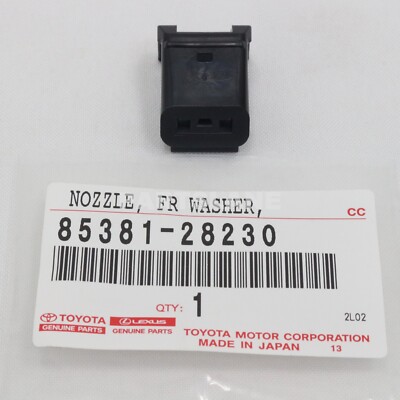 NOZZLE, FR WASHER,
CC
85381-28230
QTY: 1
2L02
TOYOTA
GENUINE PARTS
LEXUS
GENUINE PARTS
TOYOTA MOTOR CORPORATION
MADE IN JAPAN 13